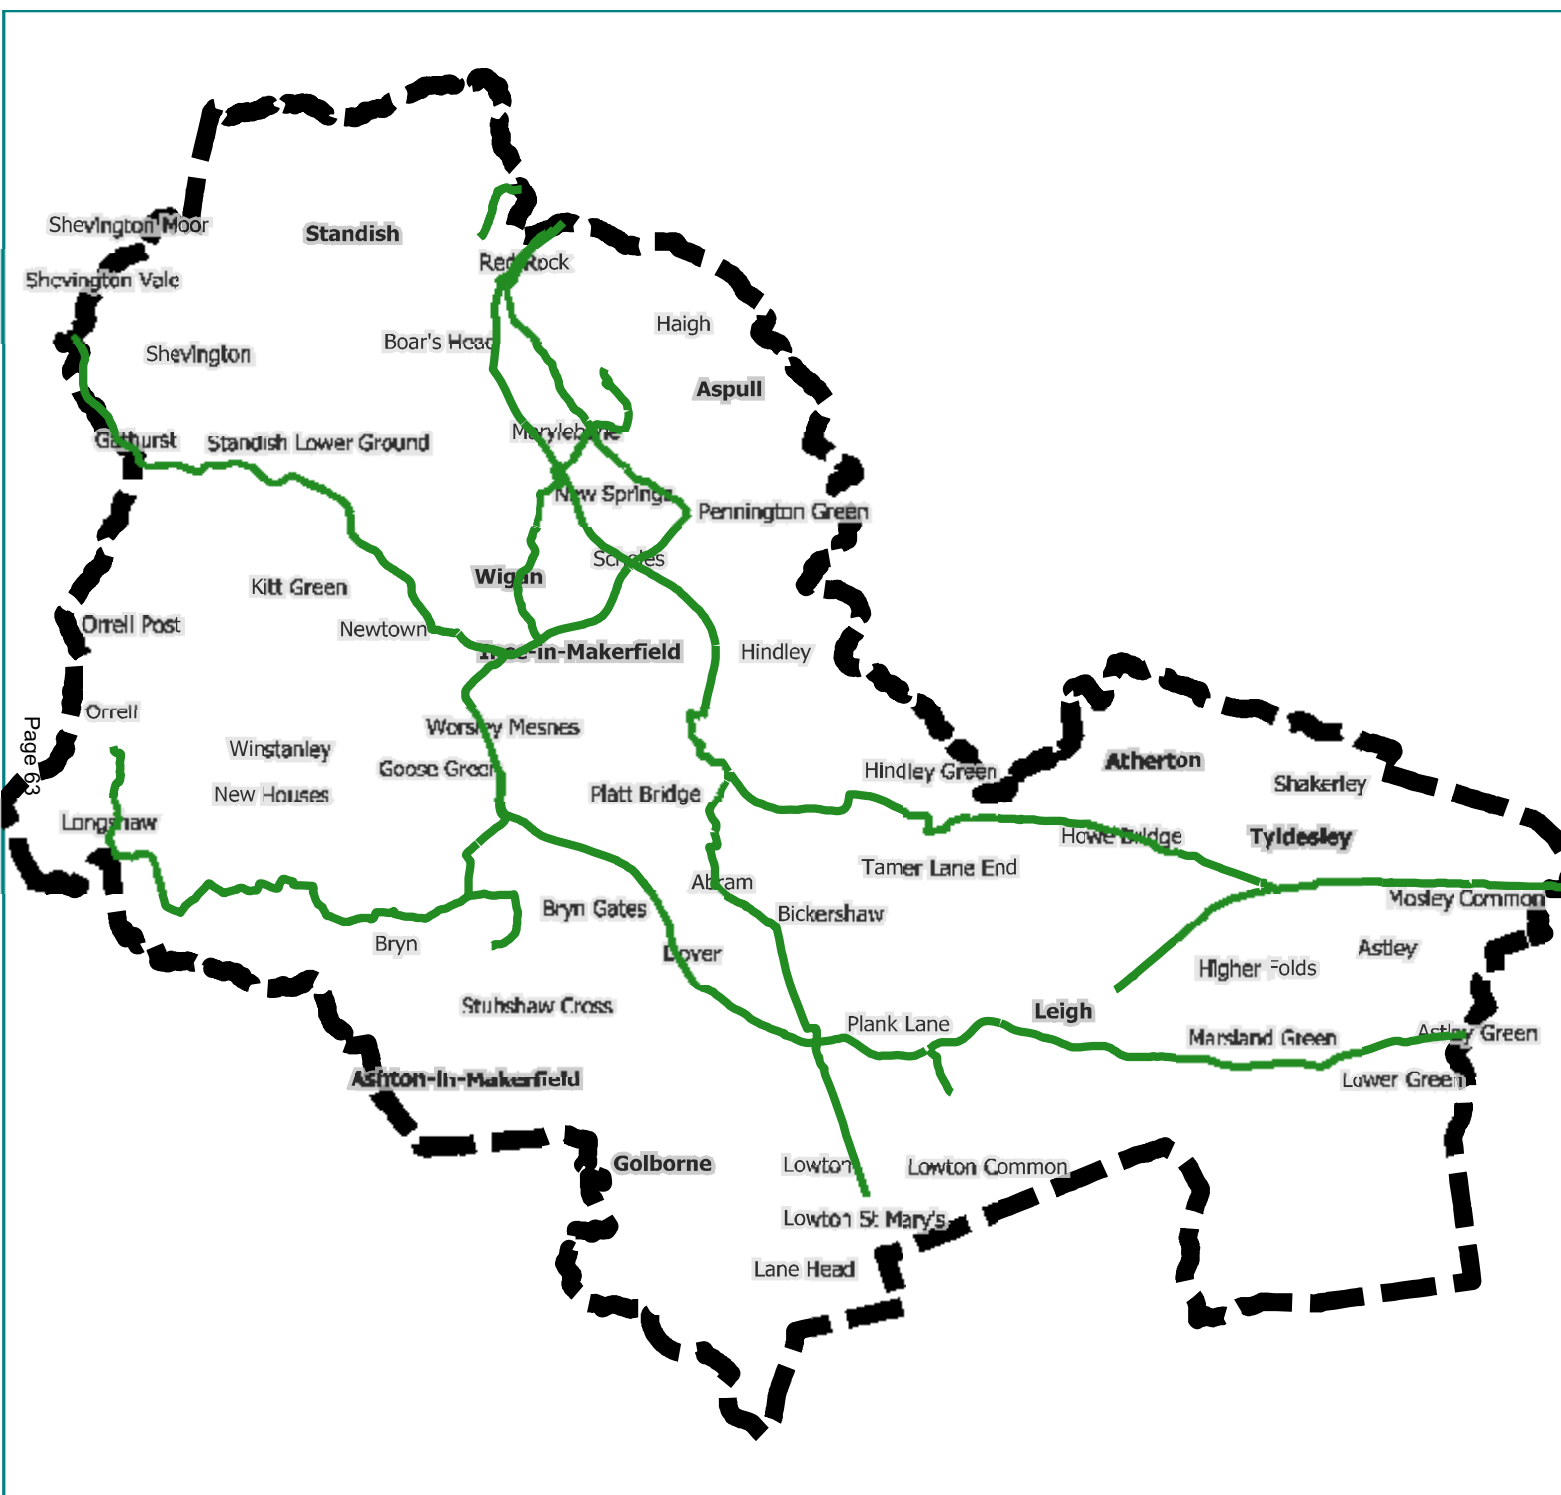 Shevington Moor
Standish
Red Rock
Shevington Vale
Haigh
Boar's Head
Shevington
Aspull
Marylebone
Gathurst
Standish Lower Ground
New Springs
Pennington Green
Scholes
Wigan
Kitt Green
Orrell Post
Newtown
Ince-in-Makerfield
Hindley
Orrell
Worsley Mesnes
Winstanley
Page 63
Goose Green
Hindley Green
Atherton
Shakerley
New Houses
Platt Bridge
Longshaw
Howe Bridge
Tyldesley
Tamer Lane End
Abram
Mosley Common
Bryn Gates
Bickershaw
Bryn
Dover
Astley
Higher Folds
Stubshaw Cross
Leigh
Plank Lane
Marsland Green
Astley Green
Ashton-in-Makerfield
Lower Green
Golborne
Lowton
Lowton Common
Lowton St Mary's
Lane Head